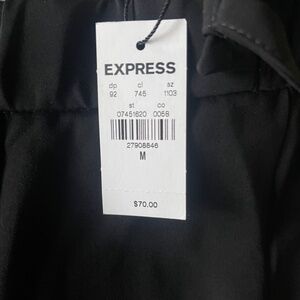 EXPRESS
dp cl sz
92 745 1103
st co
07451620 0058
27908846
M
$70.00